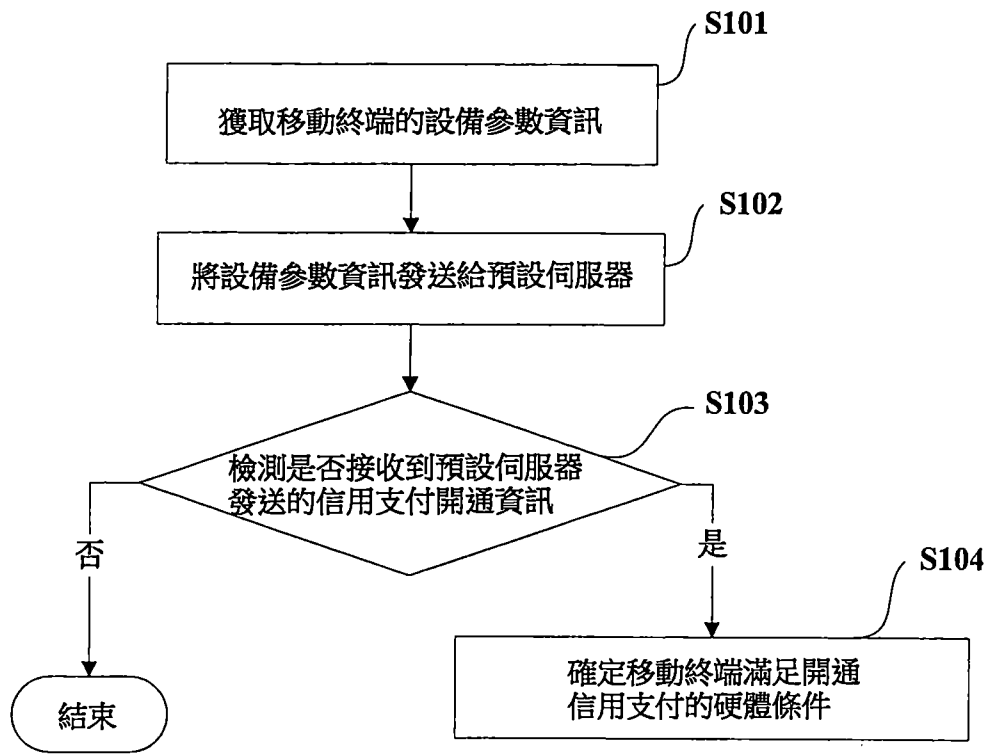 S101
獲取移動終端的設備參數資訊
S102
將設備參數資訊發送給預設伺服器
S103
檢測是否接收到預設伺服器
發送的信用支付開通資訊
否
是
S104
確定移動終端滿足開通
信用支付的硬體條件
結束